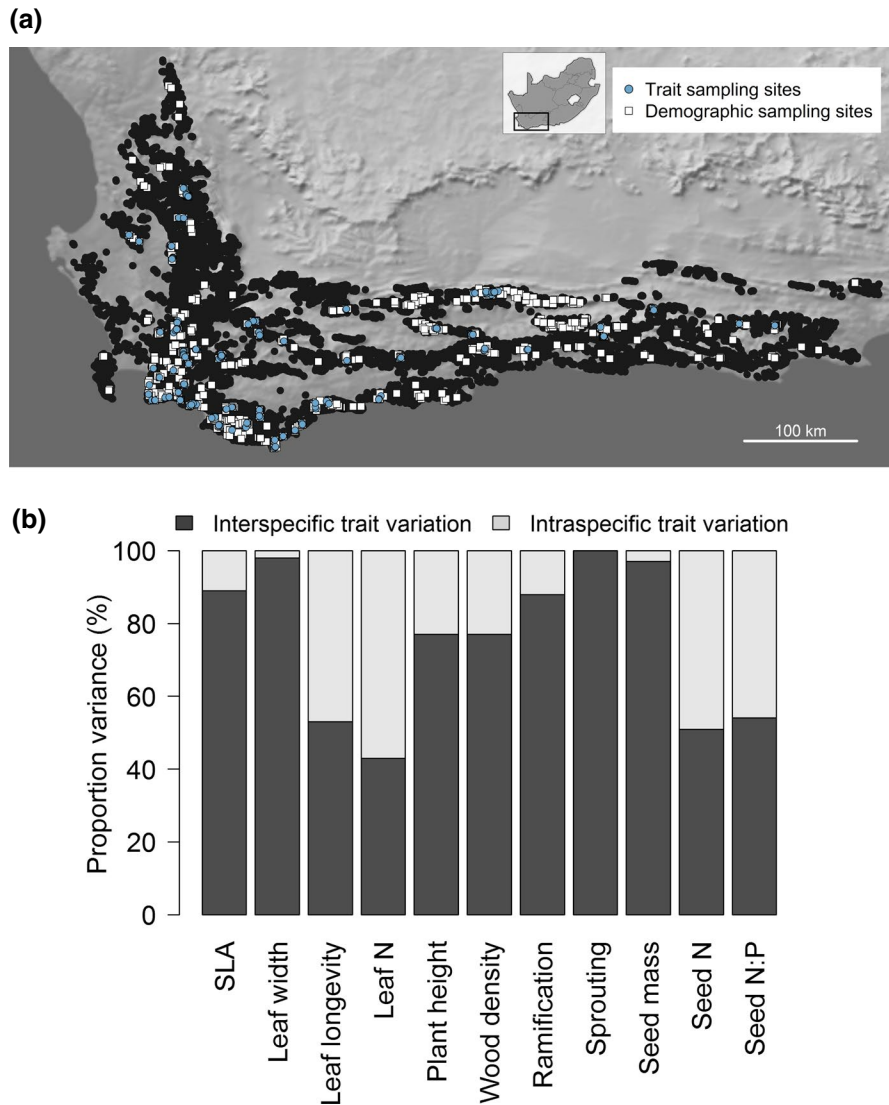 (a)
Trait sampling sites
Demographic sampling sites
100 km
(b)
Interspecific trait variation
Intraspecific trait variation
Proportion variance (%)
100
80
60
40
20
0
SLA
Leaf width
Leaf longevity
Leaf N
Plant height
Wood density
Ramification
Sprouting
Seed mass
Seed N
Seed N:P